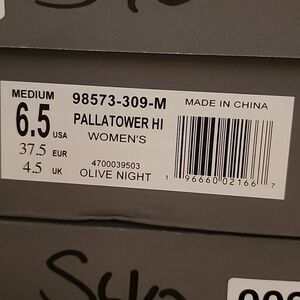 MEDIUM 98573-309-M MADE IN CHINA
6.5 USA PALLATOWER HI
WOMEN'S
37.5 EUR
4.5 UK 4700039503
OLIVE NIGHT 1 96660 02166 7